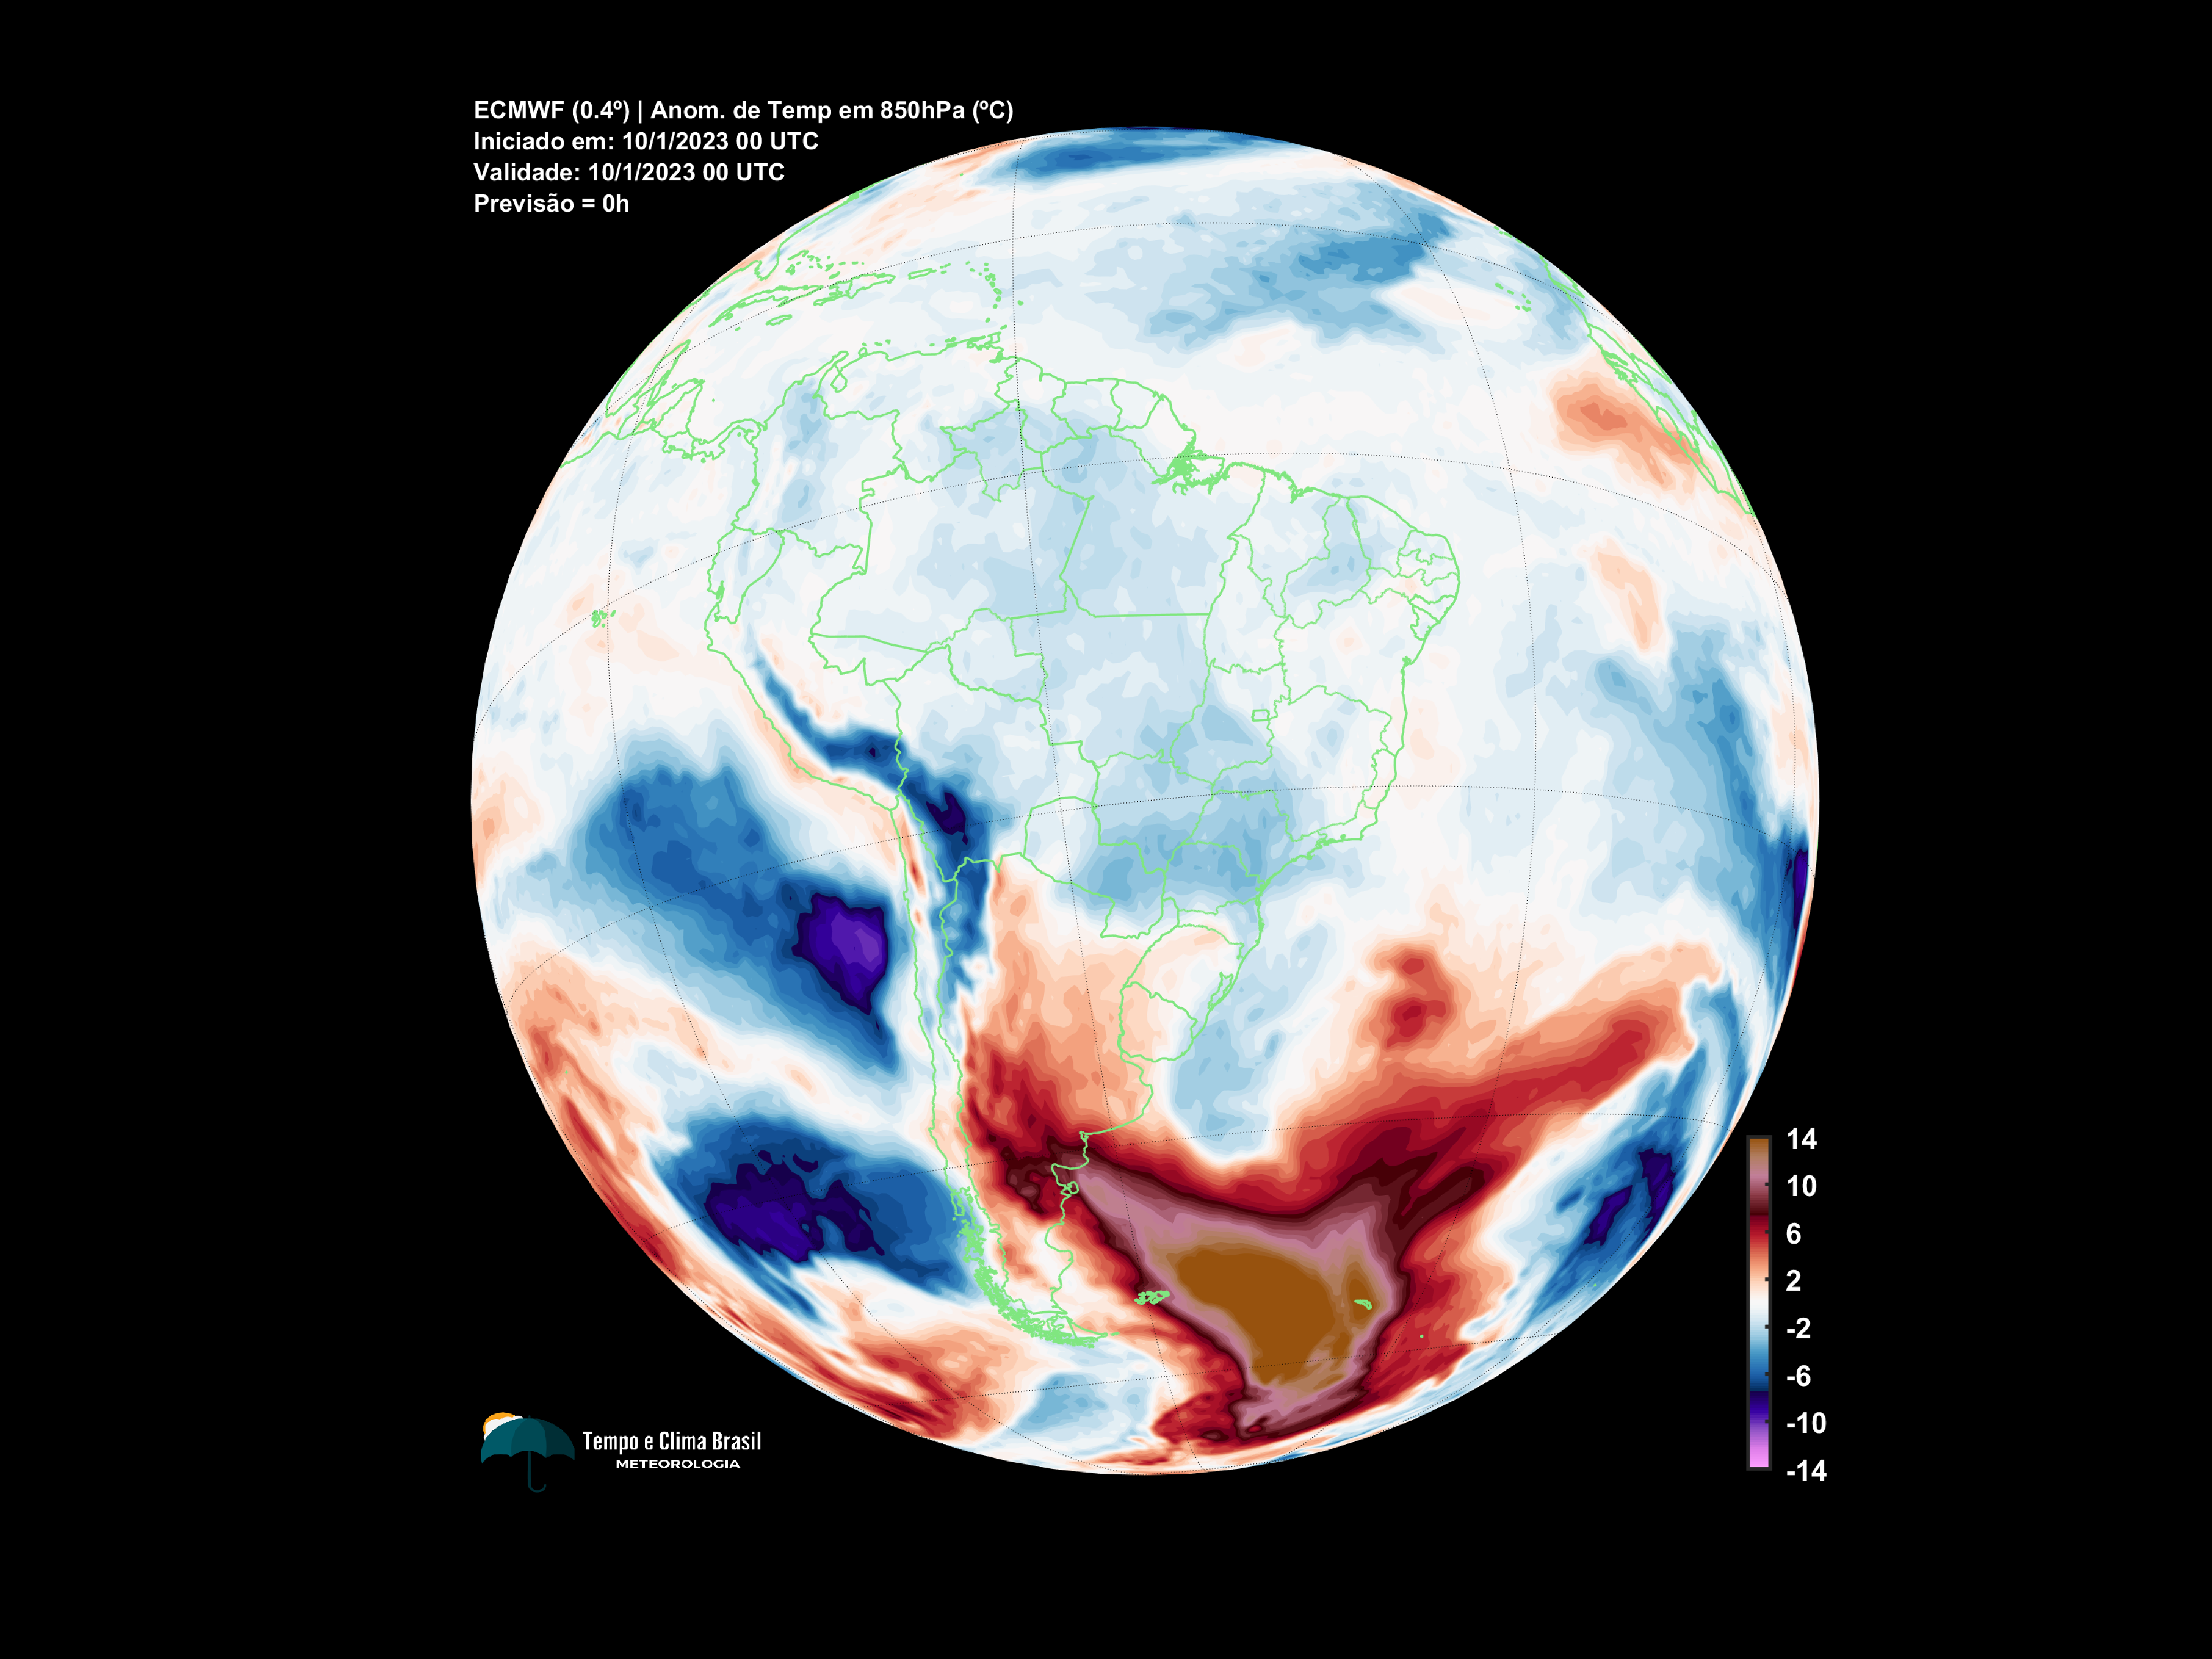 ECMWF (0.4º) | Anom. de Temp em 850hPa (ºC)
Iniciado em: 10/1/2023 00 UTC
Validade: 10/1/2023 00 UTC
Previsão = 0h
14
10
6
2
-2
-6
-10
-14
Tempo e Clima Brasil
METEOROLOGIA